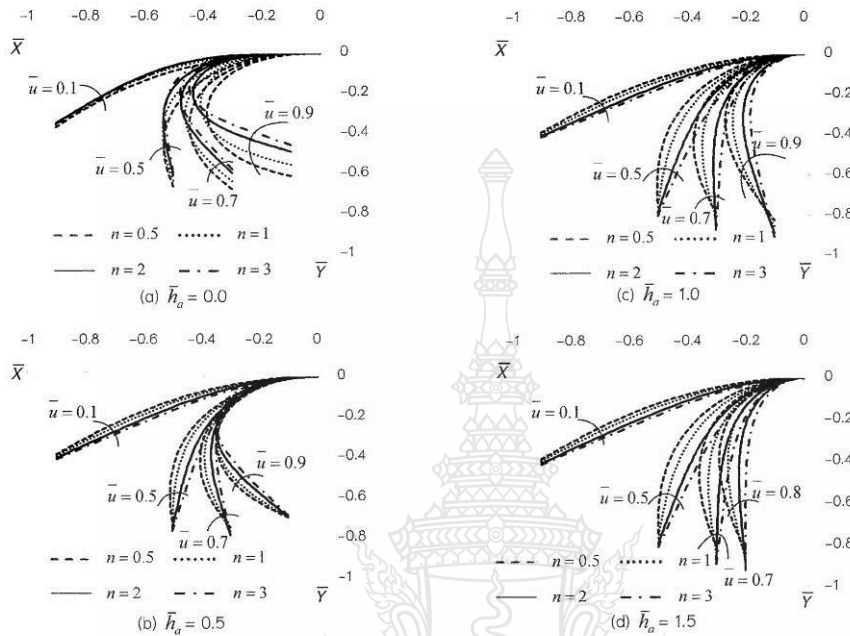 -1 -0.8 -0.6 -0.4 -0.2 0
X̅
0
-0.2
-0.4
-0.6
-0.8
-1
Y̅
u̅ = 0.1
u̅ = 0.5
u̅ = 0.7
u̅ = 0.9
n = 0.5 n = 1
n = 2 n = 3
(a) h̅ₐ = 0.0
-1 -0.8 -0.6 -0.4 -0.2 0
X̅
0
-0.2
-0.4
-0.6
-0.8
-1
Y̅
u̅ = 0.1
u̅ = 0.5
u̅ = 0.7
u̅ = 0.9
n = 0.5 n = 1
n = 2 n = 3
(c) h̅ₐ = 1.0
-1 -0.8 -0.6 -0.4 -0.2 0
X̅
0
-0.2
-0.4
-0.6
-0.8
-1
Y̅
u̅ = 0.1
u̅ = 0.5
u̅ = 0.7
u̅ = 0.9
n = 0.5 n = 1
n = 2 n = 3
(b) h̅ₐ = 0.5
-1 -0.8 -0.6 -0.4 -0.2 0
X̅
0
-0.2
-0.4
-0.6
-0.8
-1
Y̅
u̅ = 0.1
u̅ = 0.5
u̅ = 0.8
u̅ = 0.7
n = 0.5 n = 1
n = 2 n = 3
(d) h̅ₐ = 1.5